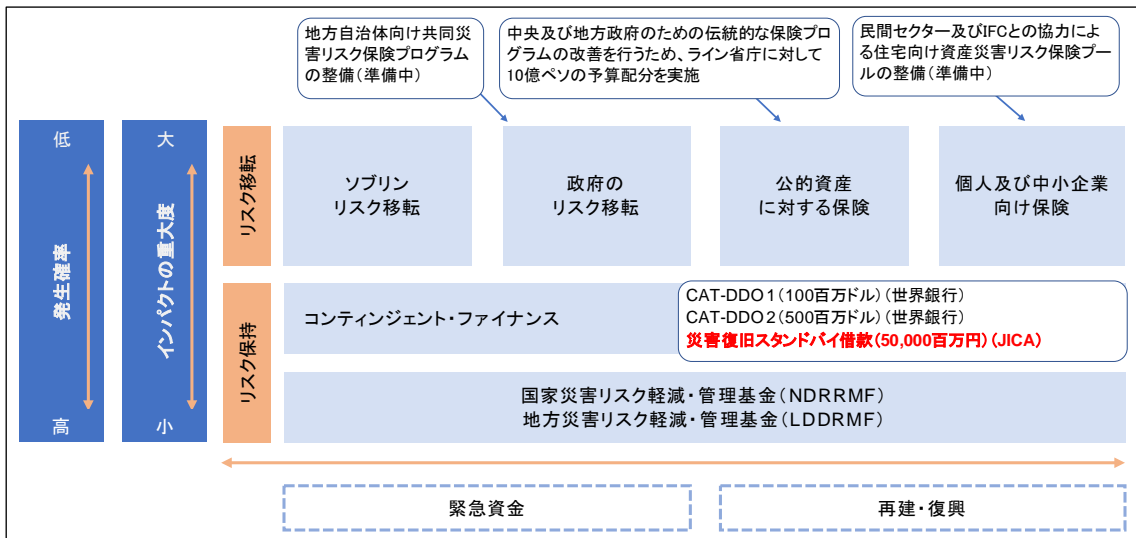 地方自治体向け共同災
害リスク保険プログラム
の整備（準備中）
中央及び地方政府のための伝統的な保険プロ
グラムの改善を行うため、ライン省庁に対して
10億ペソの予算配分を実施
民間セクター及びIFCとの協力によ
る住宅向け資産災害リスク保険プー
ルの整備（準備中）
低
発生確率
高
大
インパクトの重大度
小
リスク移転
ソブリン
リスク移転
政府の
リスク移転
公的資産
に対する保険
個人及び中小企業
向け保険
リスク保持
コンティンジェント・ファイナンス
CAT-DDO１（100百万ドル）（世界銀行）
CAT-DDO２（500百万ドル）（世界銀行）
災害復旧スタンドバイ借款（50,000百万円）（JICA）
国家災害リスク軽減・管理基金（NDRRMF）
地方災害リスク軽減・管理基金（LDDRMF）
緊急資金
再建・復興